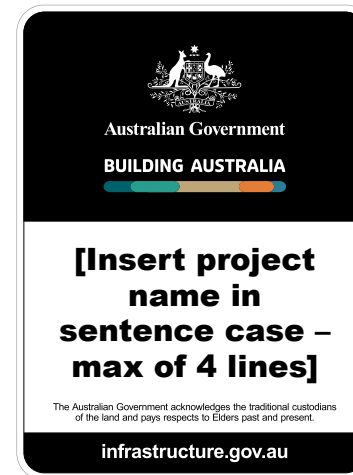 AUSTRALIA
Australian Government
BUILDING AUSTRALIA
[Insert project
name in
sentence case –
max of 4 lines]
The Australian Government acknowledges the traditional custodians
of the land and pays respects to Elders past and present.
infrastructure.gov.au